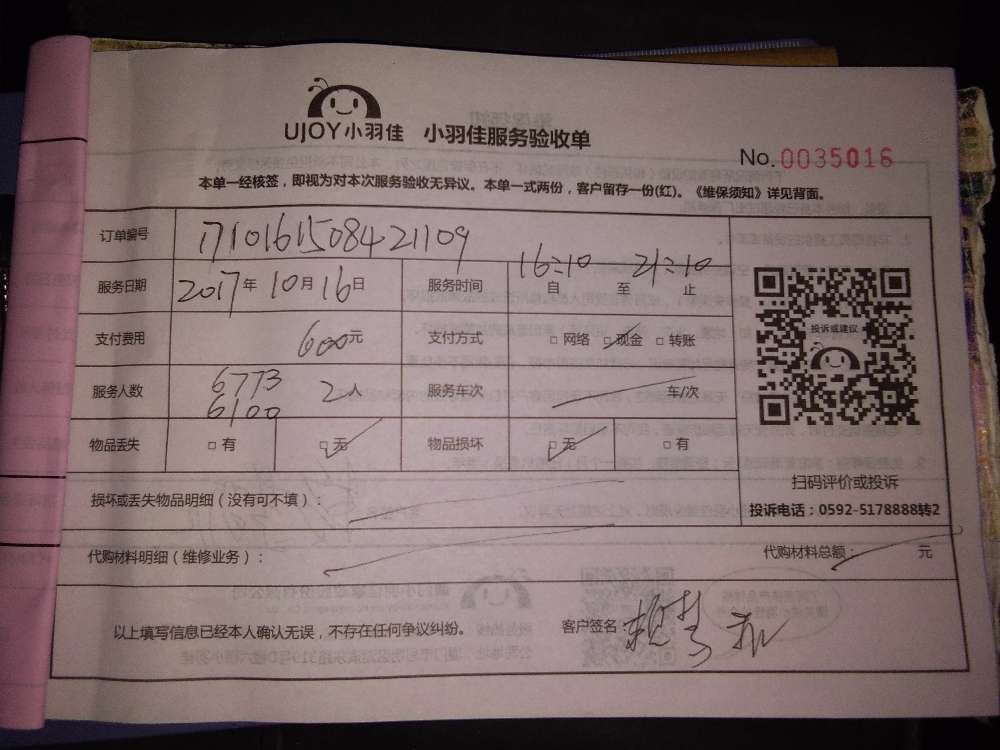 UJOY小羽佳 小羽佳服务验收单
No.0035016
本单一经核签，即视为对本次服务验收无异议。本单一式两份，客户留存一份(红)。《维保须知》详见背面。
订单编号 1710161508421109
服务日期 2017年10月16日 服务时间 16:10 自 至 21:10 止
支付费用 600元 支付方式 □网络 □现金 □转账
投诉或建议
服务人数 6773 6100 2人 服务车次 车/次
物品丢失 □有 □无 物品损坏 □无 □有
扫码评价或投诉
损坏或丢失物品明细（没有可不填）：
投诉电话：0592-5178888转2
代购材料明细（维修业务）： 代购材料总额： 元
以上填写信息已经本人确认无误，不存在任何争议纠纷。 客户签名